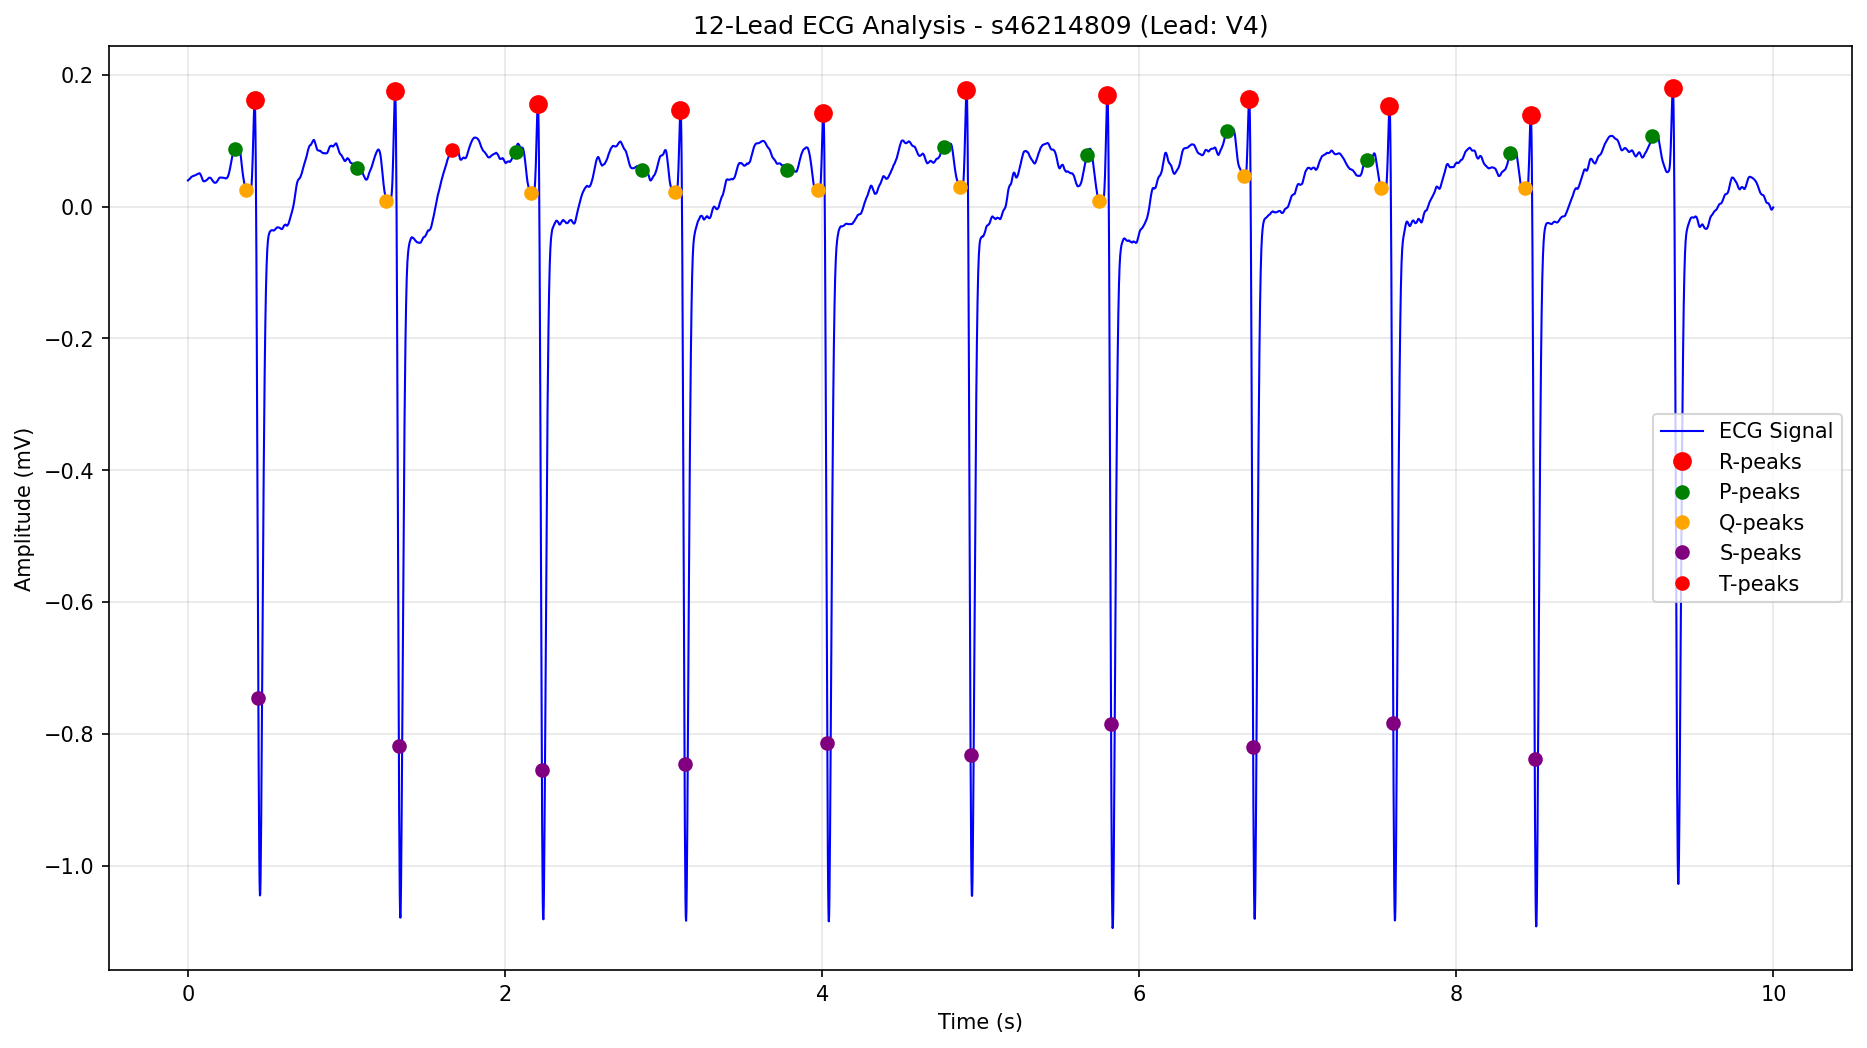 12-Lead ECG Analysis - s46214809 (Lead: V4)
0.2
0.0
−0.2
−0.4
−0.6
−0.8
−1.0
Amplitude (mV)
ECG Signal
R-peaks
P-peaks
Q-peaks
S-peaks
T-peaks
0 2 4 6 8 10
Time (s)